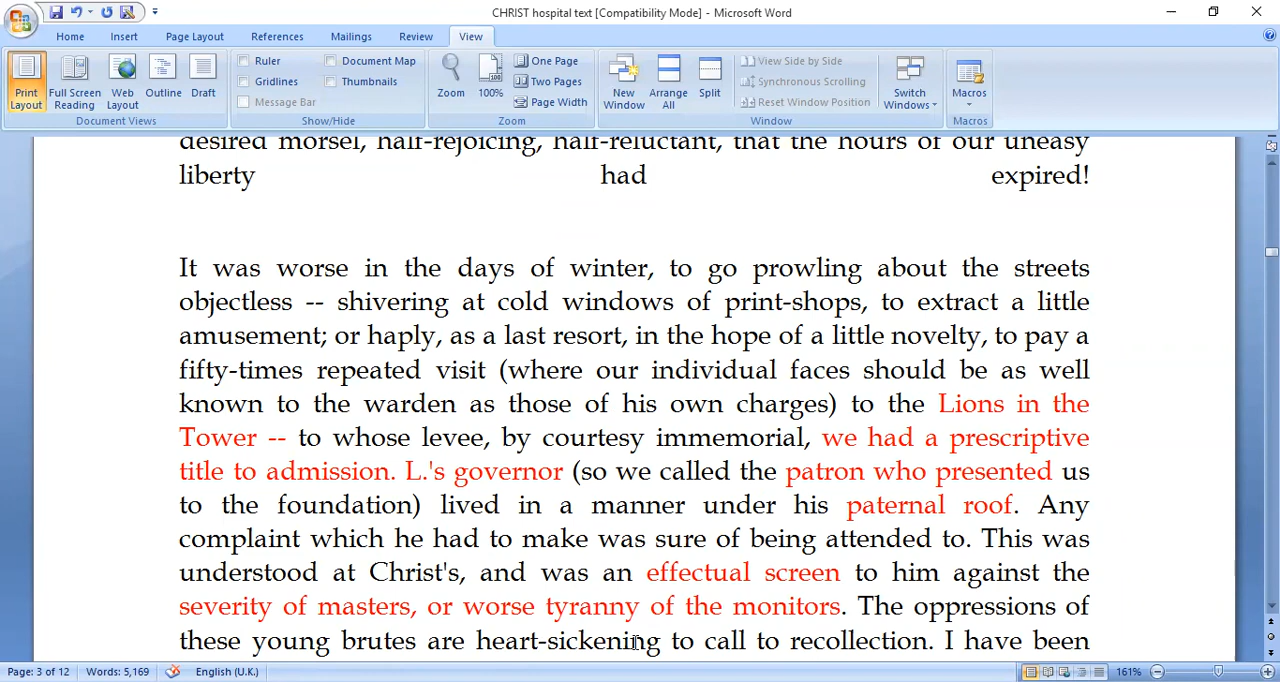 CHRIST hospital text [Compatibility Mode] - Microsoft Word
Home Insert Page Layout References Mailings Review View
Print Layout
Full Screen Reading
Web Layout
Outline
Draft
Document Views
Ruler
Gridlines
Message Bar
Document Map
Thumbnails
Show/Hide
Zoom
100%
One Page
Two Pages
Page Width
Zoom
New Window
Arrange All
Split
View Side by Side
Synchronous Scrolling
Reset Window Position
Switch Windows
Window
Macros
Macros
desired morsel, half-rejoicing, half-reluctant, that the hours of our uneasy
liberty had expired!
It was worse in the days of winter, to go prowling about the streets
objectless -- shivering at cold windows of print-shops, to extract a little
amusement; or haply, as a last resort, in the hope of a little novelty, to pay a
fifty-times repeated visit (where our individual faces should be as well
known to the warden as those of his own charges) to the Lions in the
Tower -- to whose levee, by courtesy immemorial, we had a prescriptive
title to admission. L.'s governor (so we called the patron who presented us
to the foundation) lived in a manner under his paternal roof. Any
complaint which he had to make was sure of being attended to. This was
understood at Christ's, and was an effectual screen to him against the
severity of masters, or worse tyranny of the monitors. The oppressions of
these young brutes are heart-sickening to call to recollection. I have been
Page: 3 of 12 Words: 5,169 English (U.K.) 161%